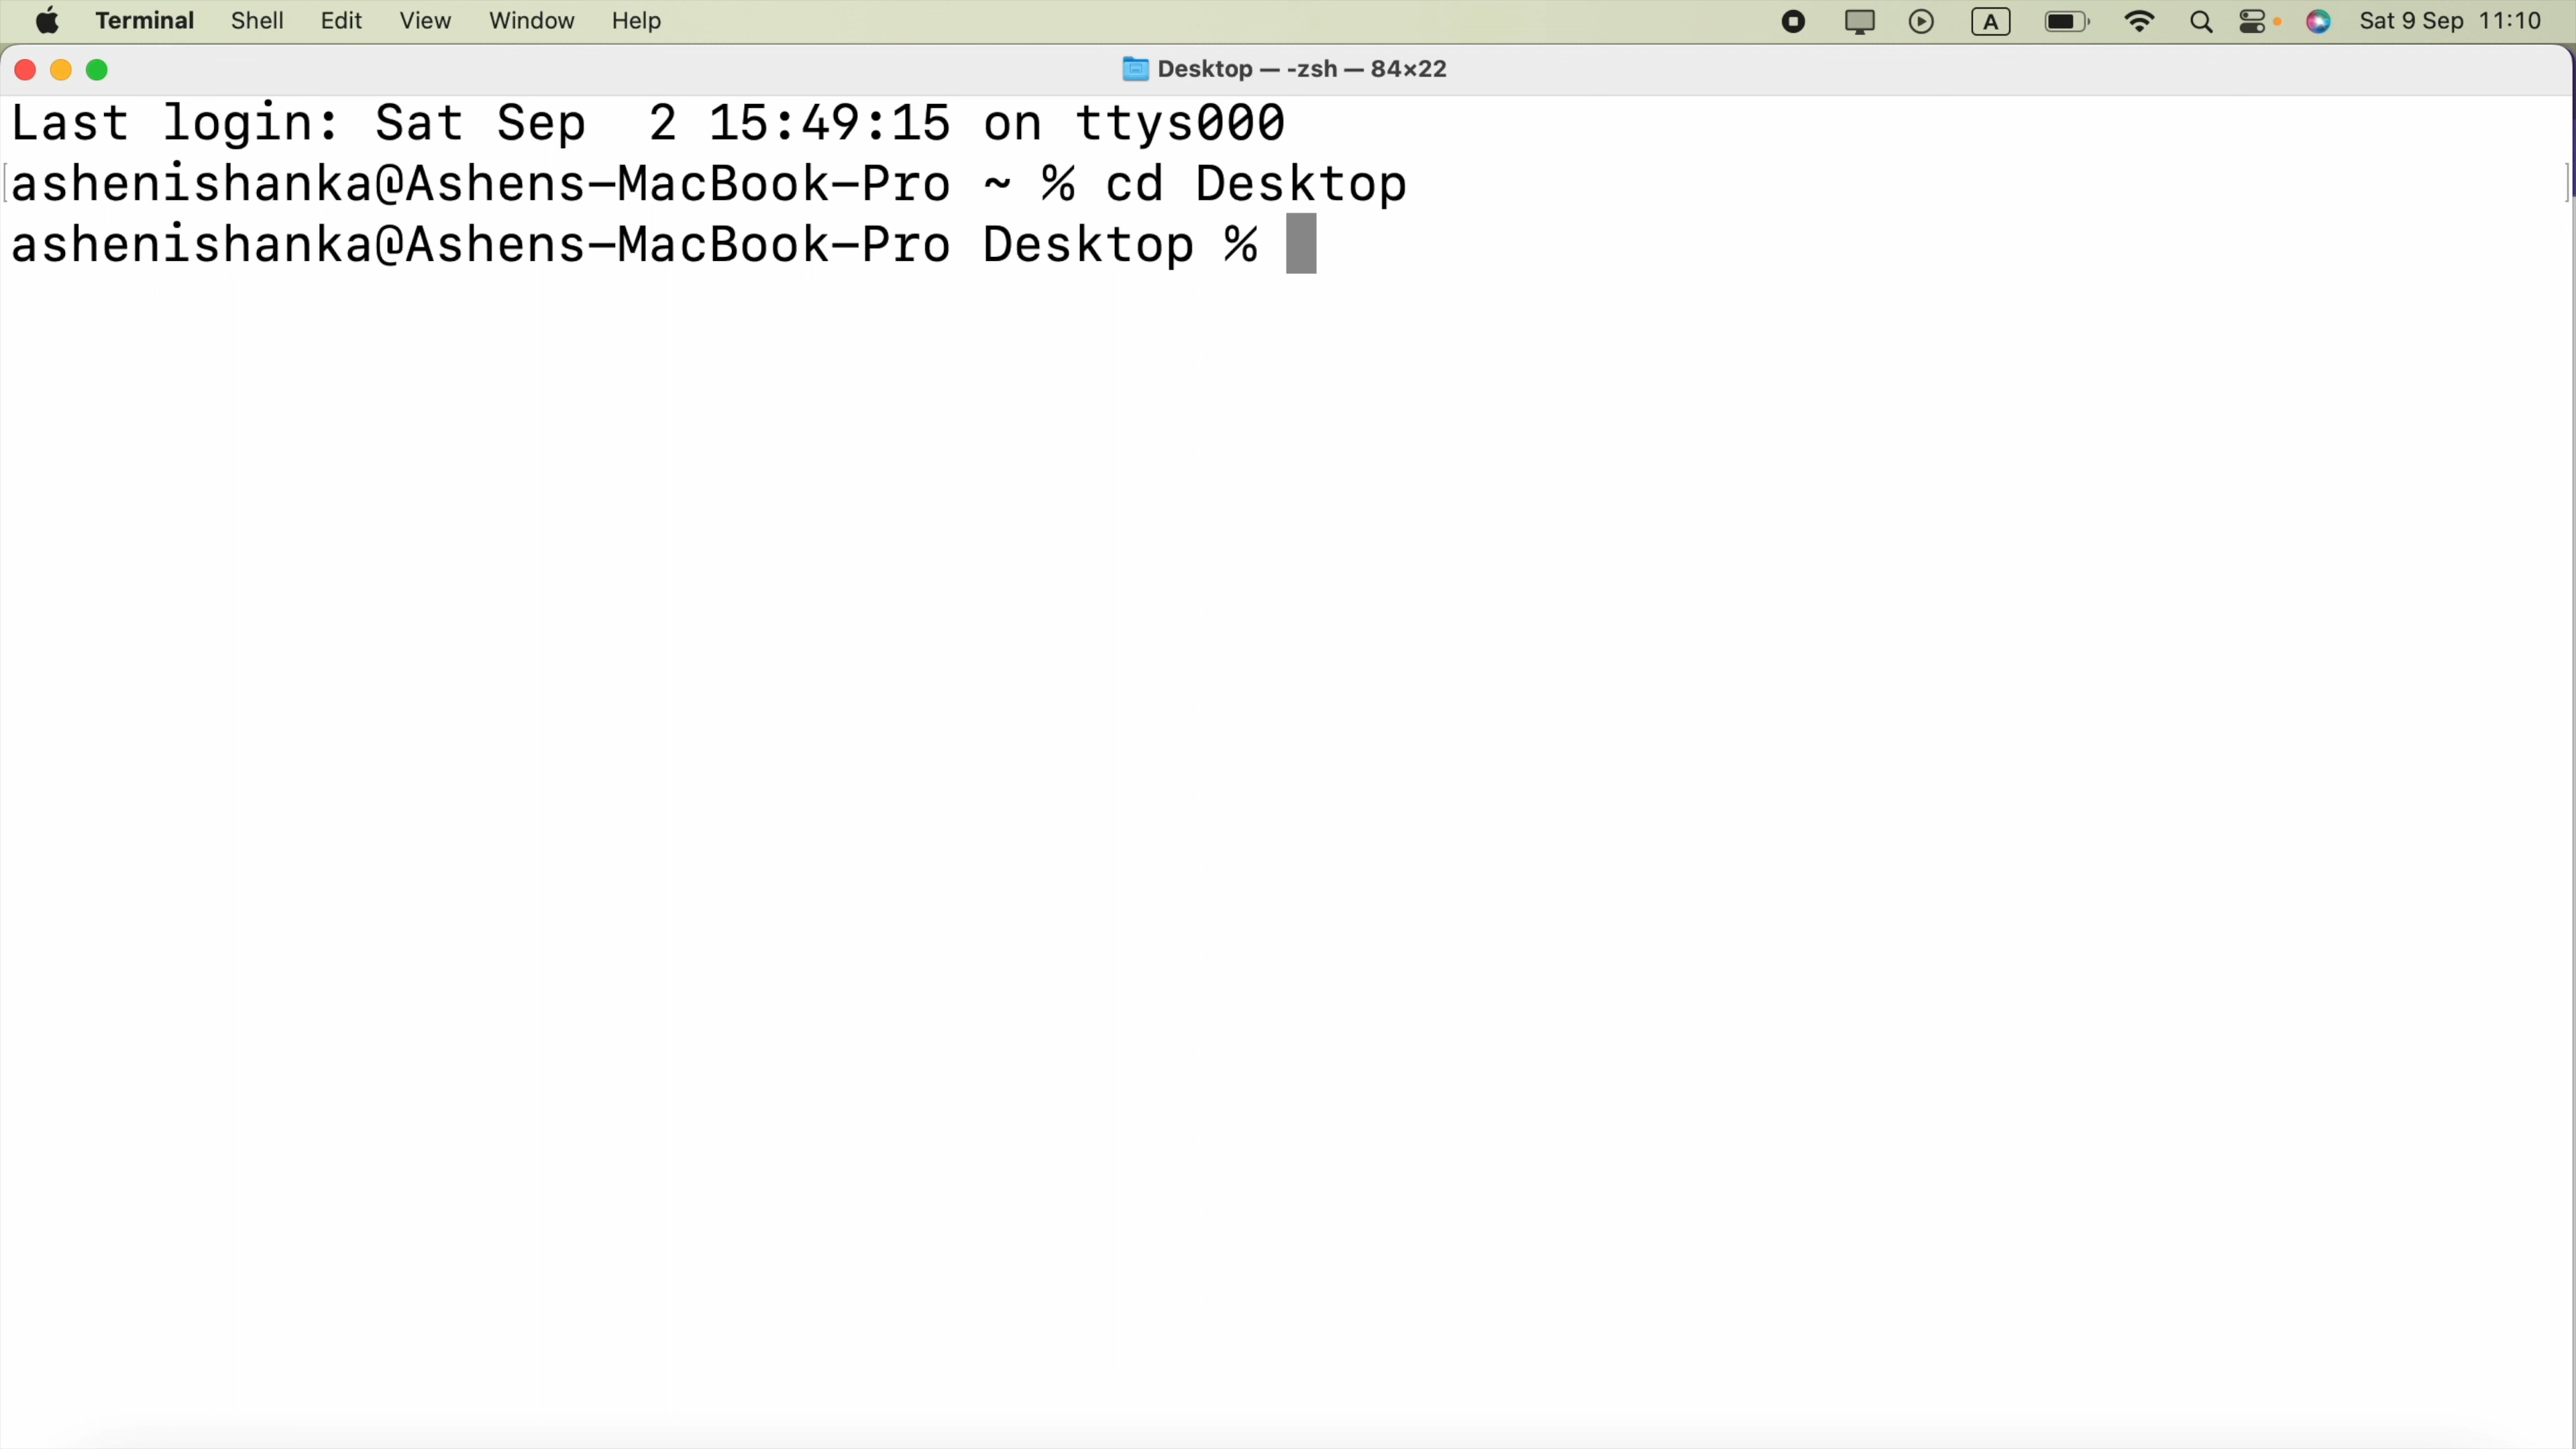 Terminal Shell Edit View Window Help A Sat 9 Sep 11:10
Desktop — -zsh — 84×22
Last login: Sat Sep  2 15:49:15 on ttys000
[ashenishanka@Ashens-MacBook-Pro ~ % cd Desktop ]
ashenishanka@Ashens-MacBook-Pro Desktop %